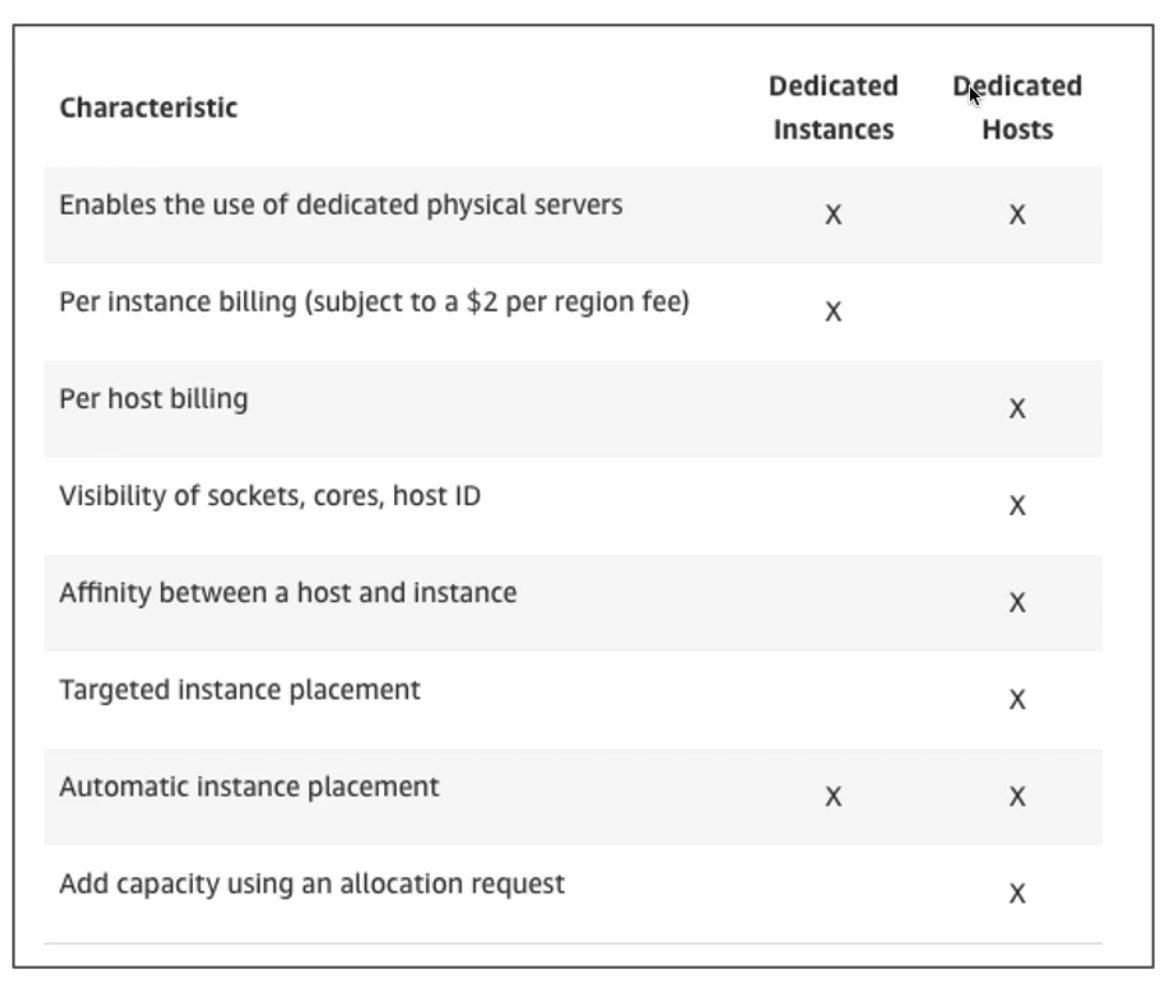 Characteristic Dedicated Instances Dedicated Hosts
Enables the use of dedicated physical servers X X
Per instance billing (subject to a $2 per region fee) X
Per host billing X
Visibility of sockets, cores, host ID X
Affinity between a host and instance X
Targeted instance placement X
Automatic instance placement X X
Add capacity using an allocation request X